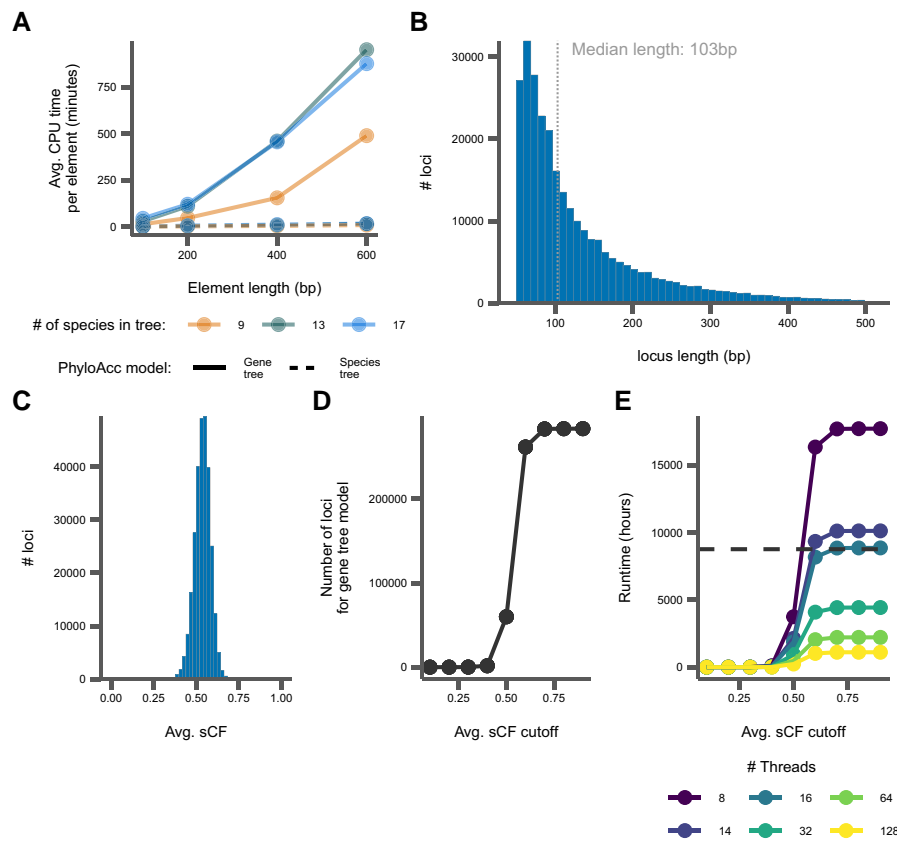 A
Avg. CPU time
per element (minutes)
750
500
250
0
200
400
600
Element length (bp)
# of species in tree:
9
13
17
PhyloAcc model:
Gene
tree
Species
tree
B
Median length: 103bp
# loci
30000
20000
10000
0
100
200
300
400
500
locus length (bp)
C
# loci
40000
30000
20000
10000
0
0.00
0.25
0.50
0.75
1.00
Avg. sCF
D
Number of loci
for gene tree model
200000
100000
0
0.25
0.50
0.75
Avg. sCF cutoff
E
Runtime (hours)
15000
10000
5000
0
0.25
0.50
0.75
Avg. sCF cutoff
# Threads
8
16
64
14
32
128